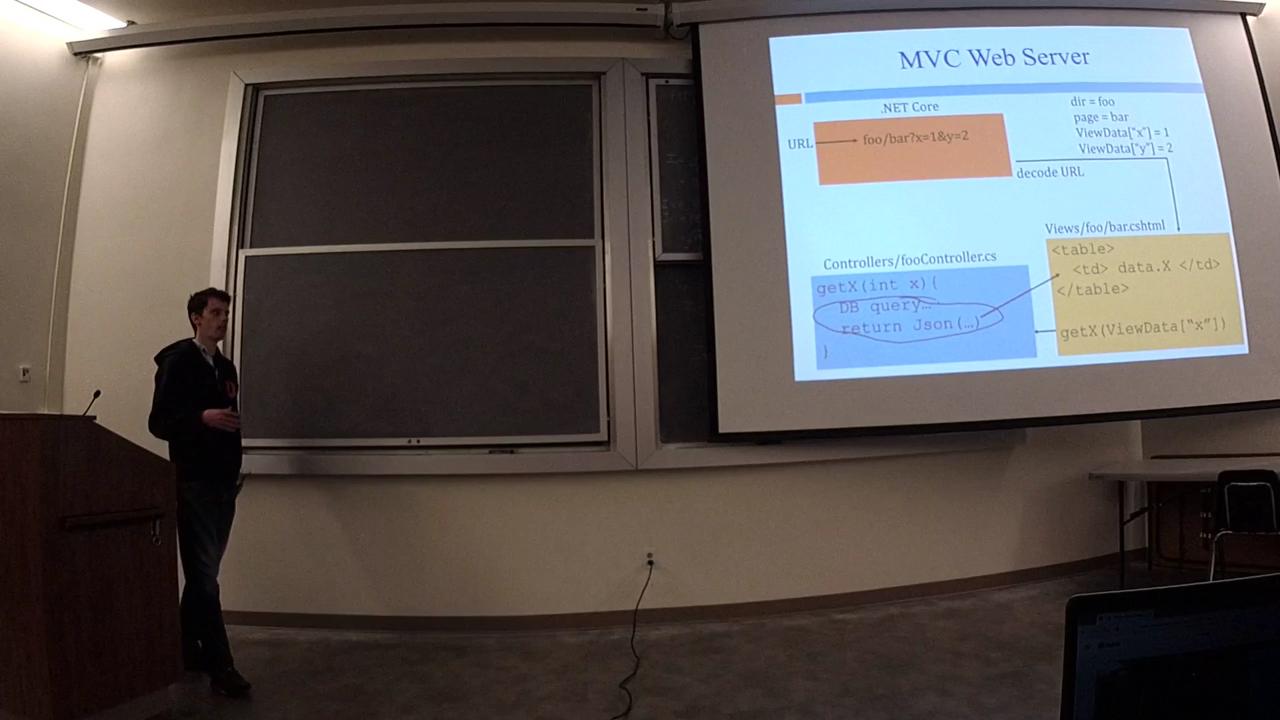 MVC Web Server
.NET Core
URL
foo/bar?x=1&y=2
dir = foo
page = bar
ViewData["x"] = 1
ViewData["y"] = 2
decode URL
Views/foo/bar.cshtml
<table>
<td> data.X </td>
</table>
getX(ViewData["x"])
Controllers/fooController.cs
getX(int x){
DB query…
return Json(…)
}